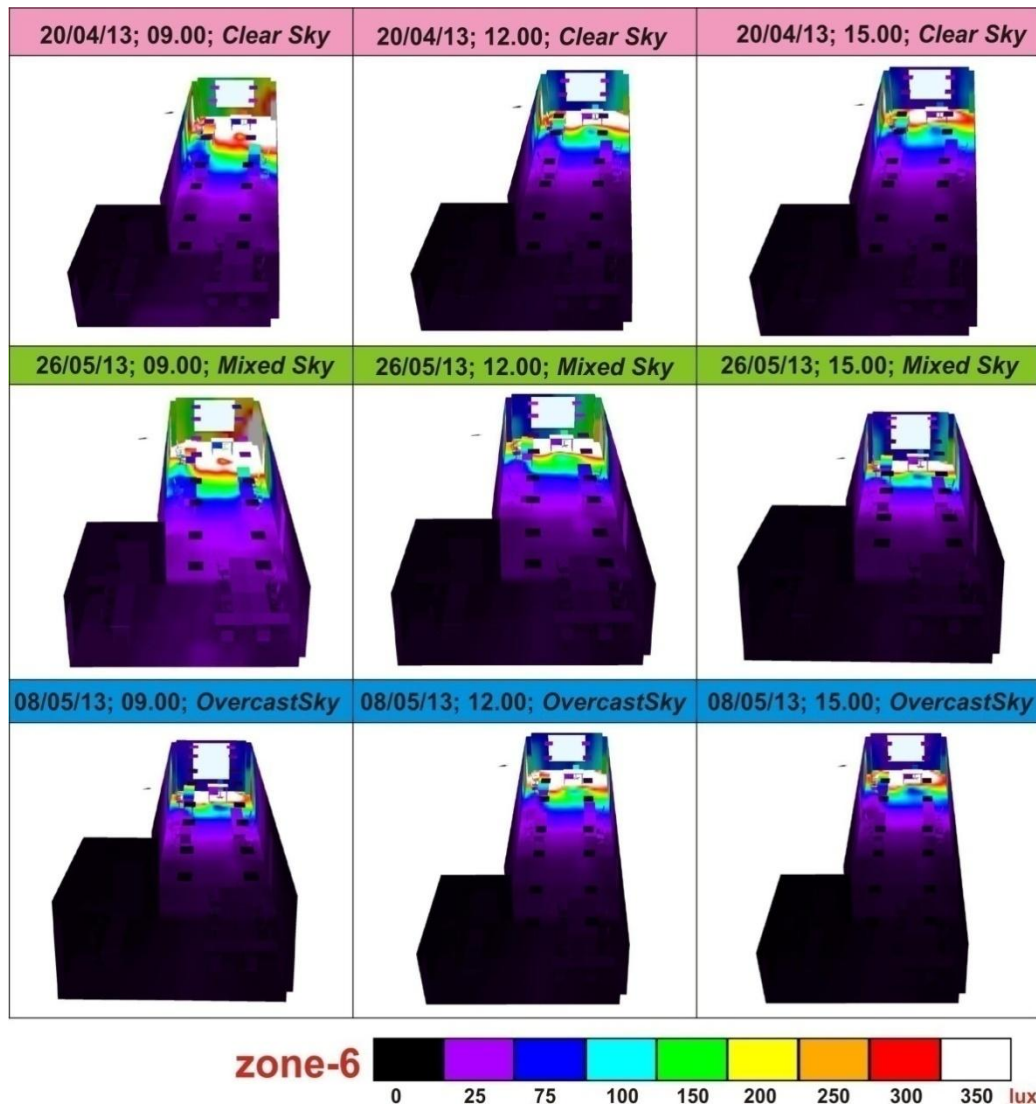 20/04/13; 09.00; Clear Sky
20/04/13; 12.00; Clear Sky
20/04/13; 15.00; Clear Sky
26/05/13; 09.00; Mixed Sky
26/05/13; 12.00; Mixed Sky
26/05/13; 15.00; Mixed Sky
08/05/13; 09.00; OvercastSky
08/05/13; 12.00; OvercastSky
08/05/13; 15.00; OvercastSky
zone-6
0 25 75 100 150 200 250 300 350 lux